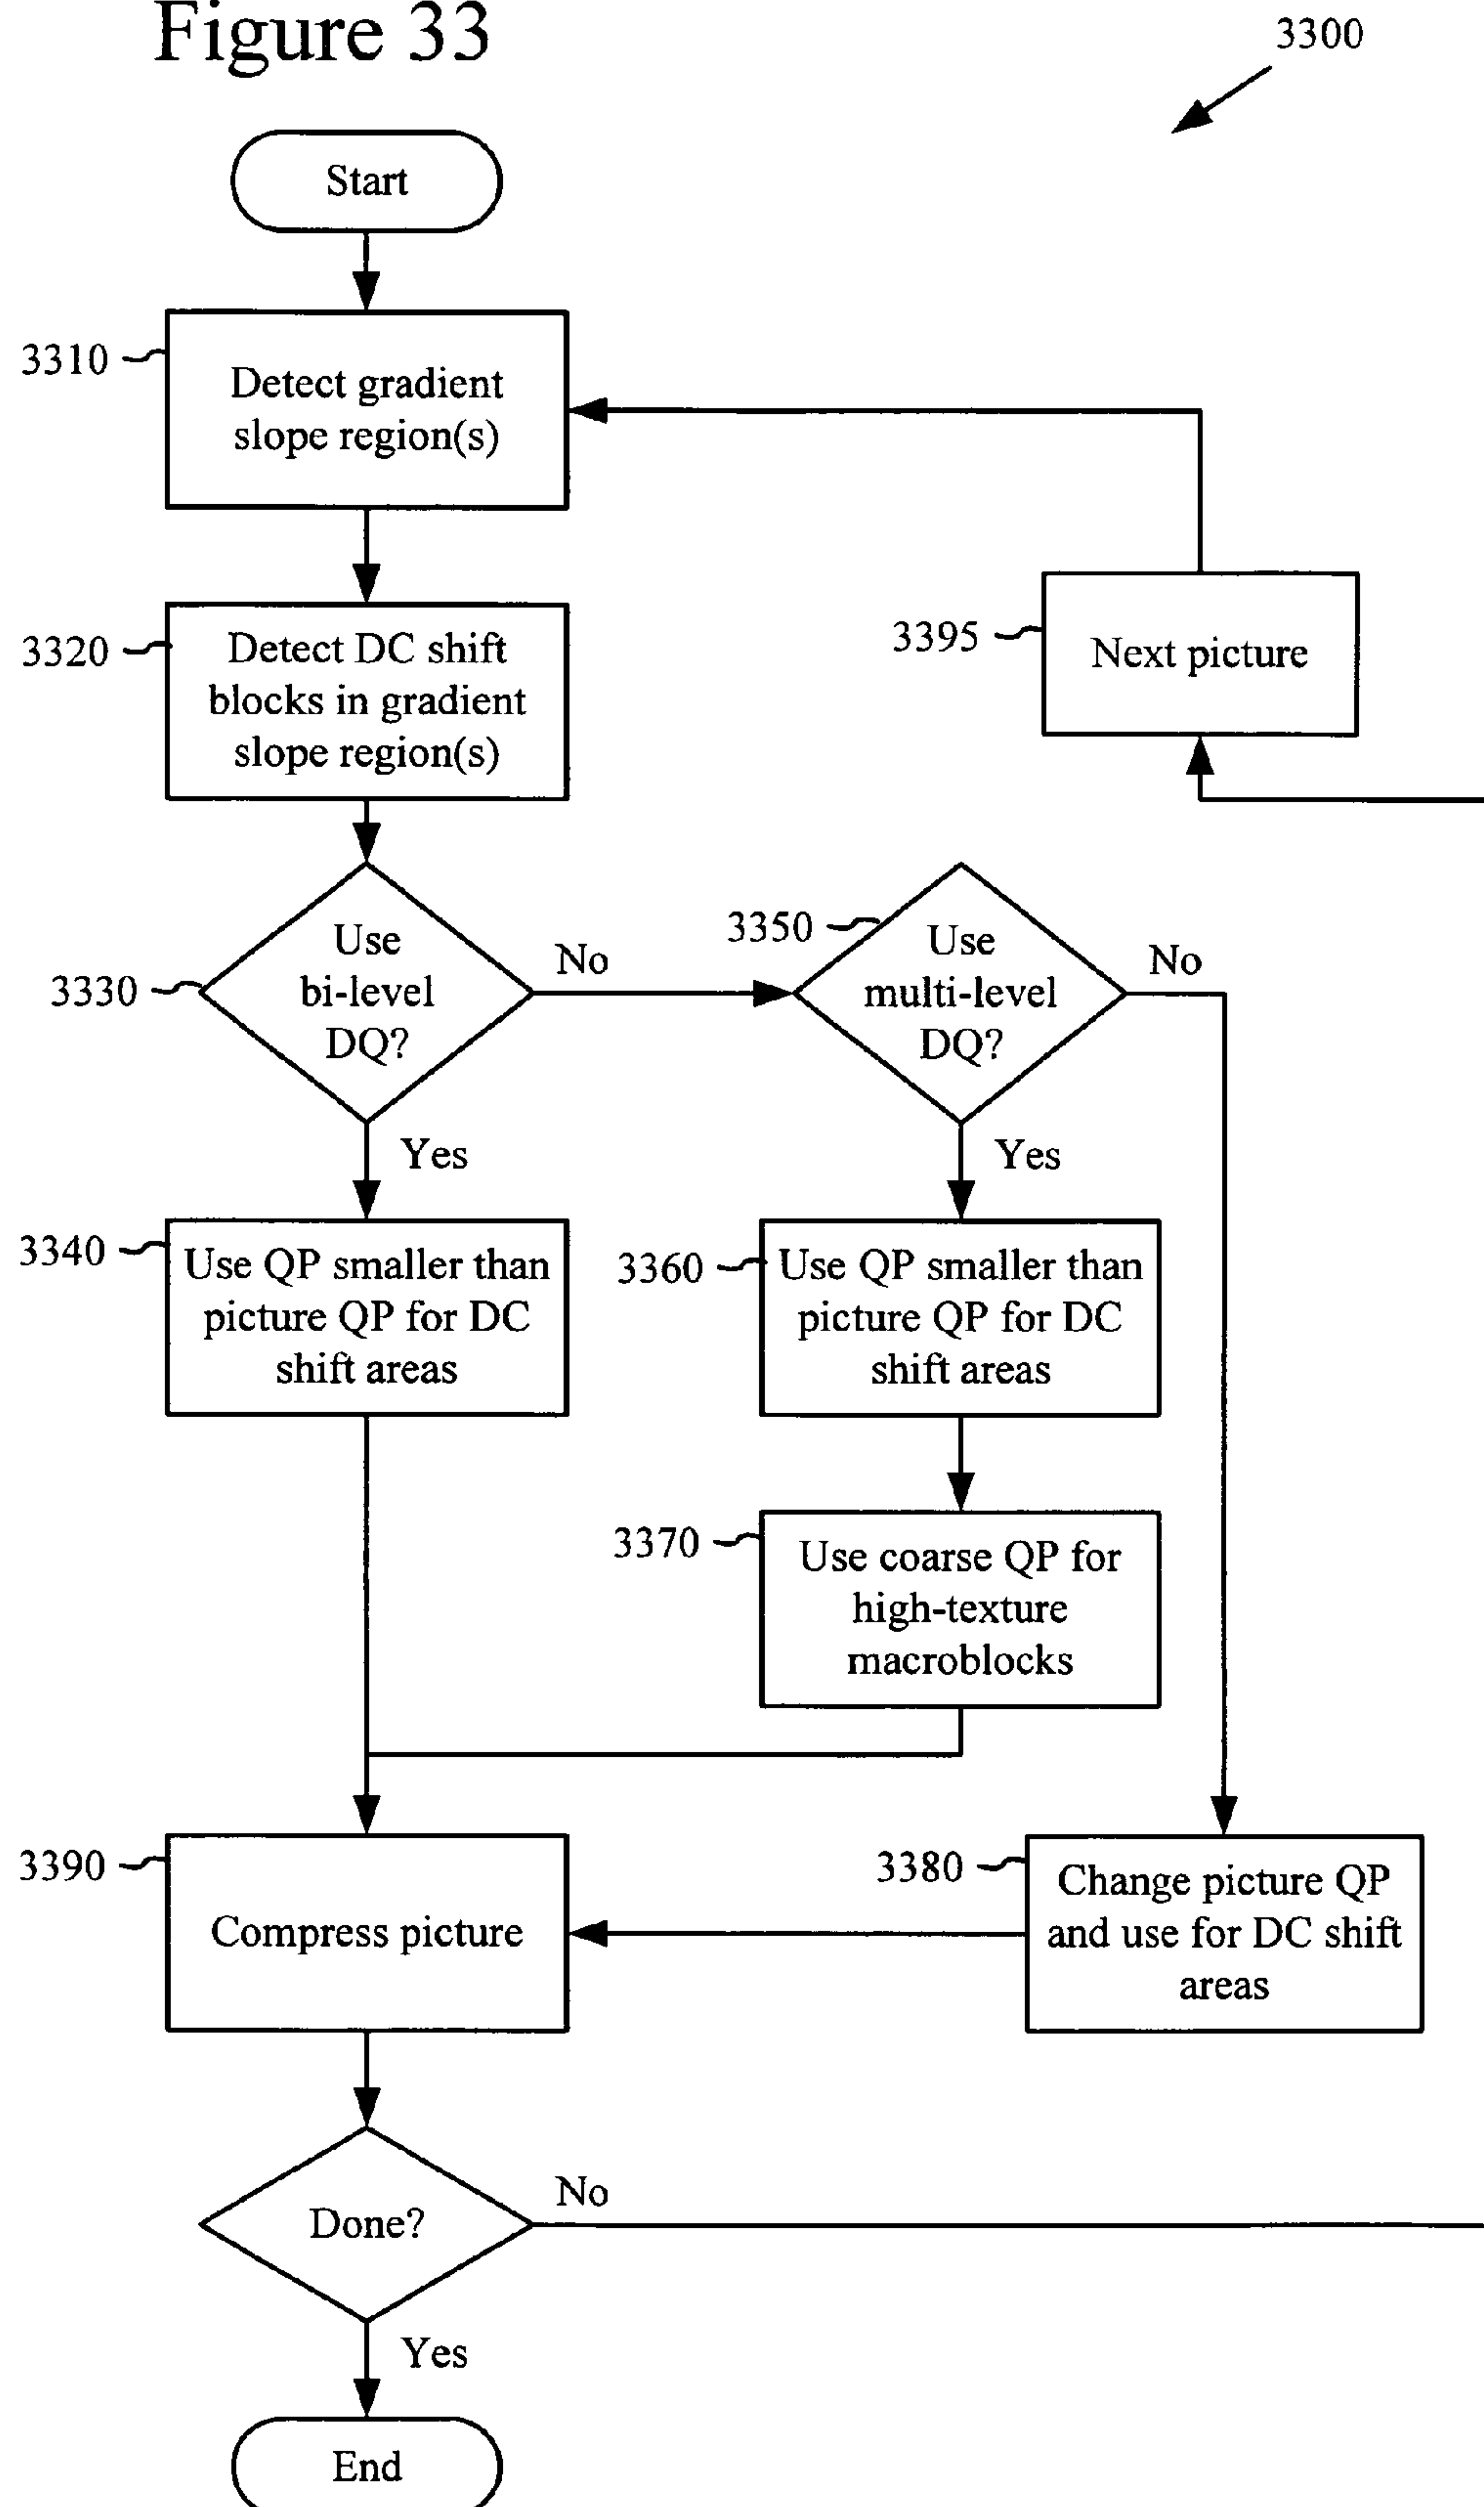 Figure 33
3300
Start
3310
Detect gradient
slope region(s)
3320
Detect DC shift
blocks in gradient
slope region(s)
3395
Next picture
3330
Use
bi-level
DQ?
No
Yes
3350
Use
multi-level
DQ?
No
Yes
3340
Use QP smaller than
picture QP for DC
shift areas
3360
Use QP smaller than
picture QP for DC
shift areas
3370
Use coarse QP for
high-texture
macroblocks
3390
Compress picture
3380
Change picture QP
and use for DC shift
areas
Done?
No
Yes
End